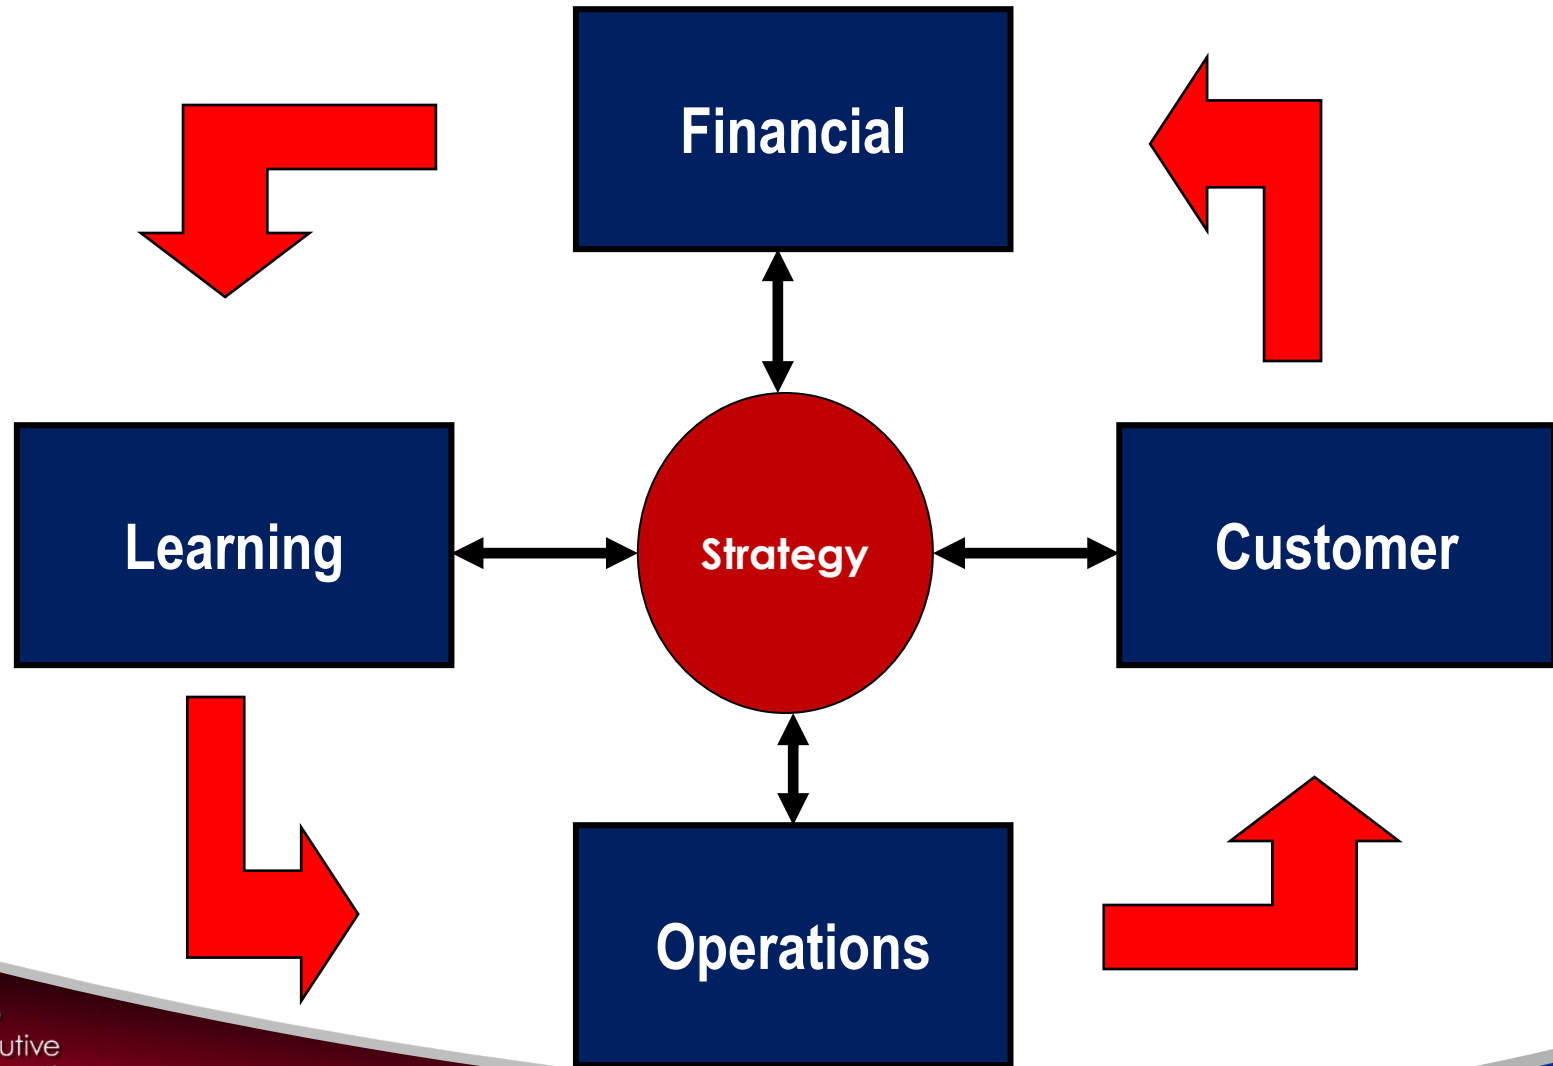 Financial
Learning
Strategy
Customer
Operations
utive